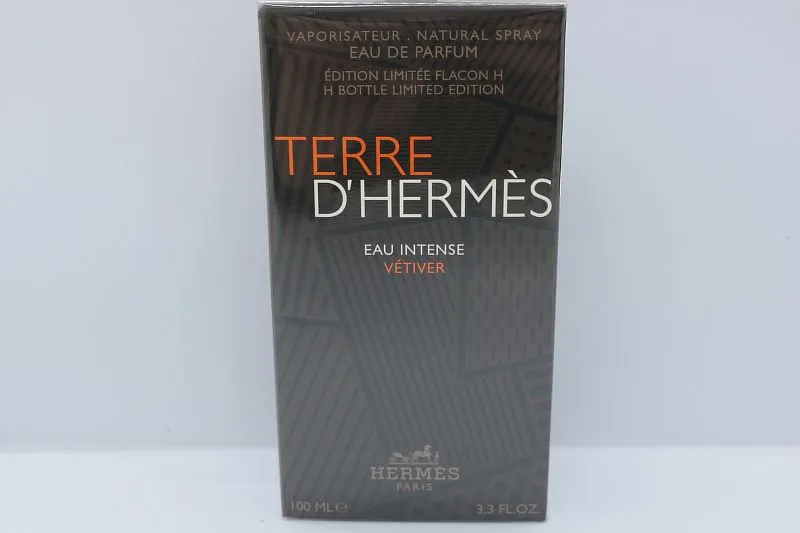 VAPORISATEUR . NATURAL SPRAY
EAU DE PARFUM
ÉDITION LIMITÉE FLACON H
H BOTTLE LIMITED EDITION
TERRE
D'HERMÈS
EAU INTENSE
VÉTIVER
HERMÈS
PARIS
100 ML℮ 3.3 FL.OZ.